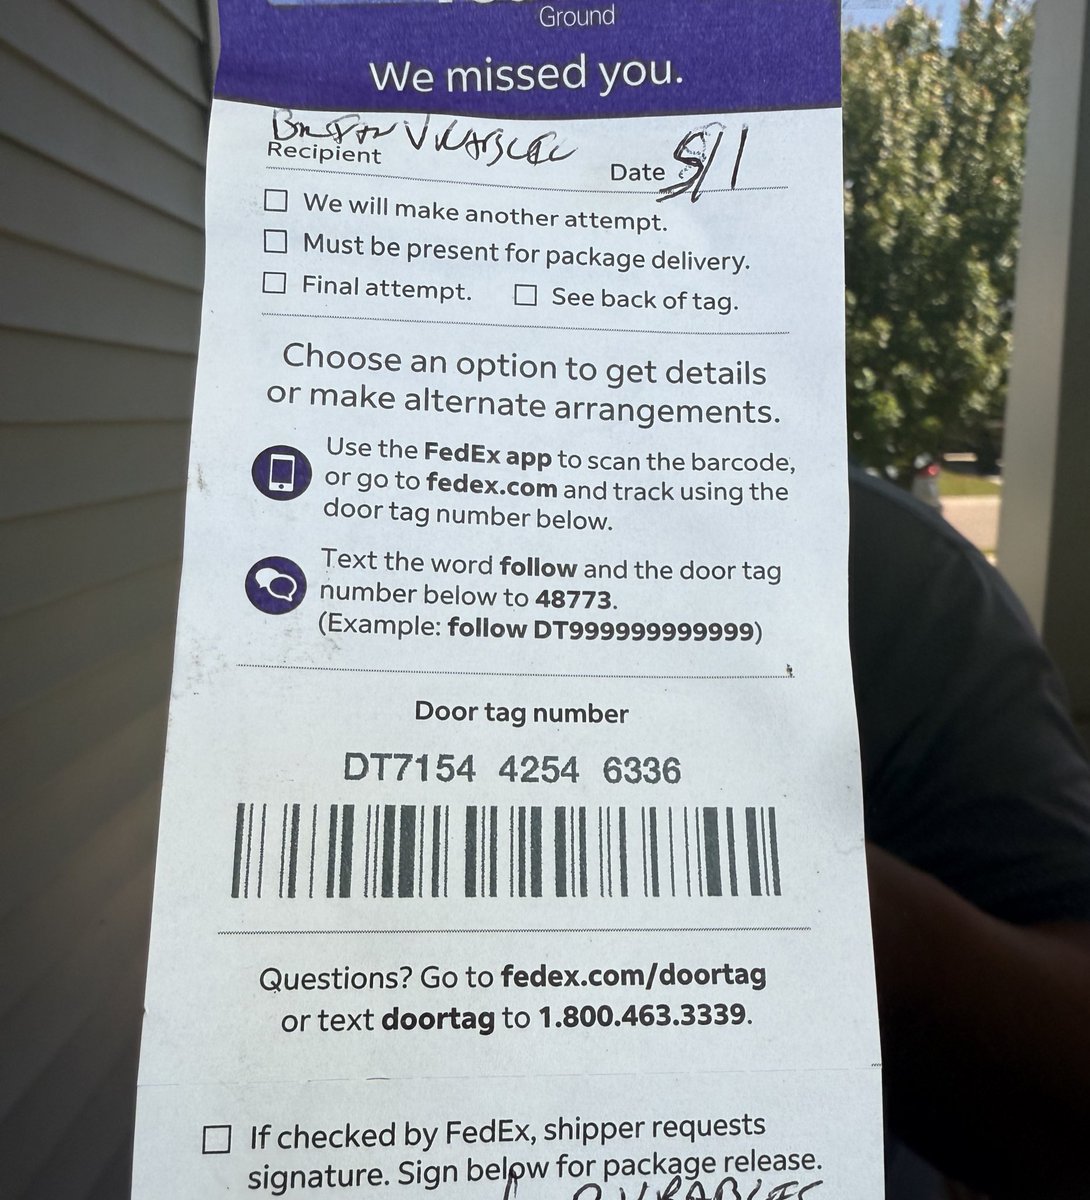 Ground
We missed you.
Recipient
Date 5/1
☐ We will make another attempt.
☐ Must be present for package delivery.
☐ Final attempt. ☐ See back of tag.
Choose an option to get details
or make alternate arrangements.
Use the FedEx app to scan the barcode,
or go to fedex.com and track using the
door tag number below.
Text the word follow and the door tag
number below to 48773.
(Example: follow DT999999999999)
Door tag number
DT7154 4254 6336
Questions? Go to fedex.com/doortag
or text doortag to 1.800.463.3339.
☐ If checked by FedEx, shipper requests
signature. Sign below for package release.